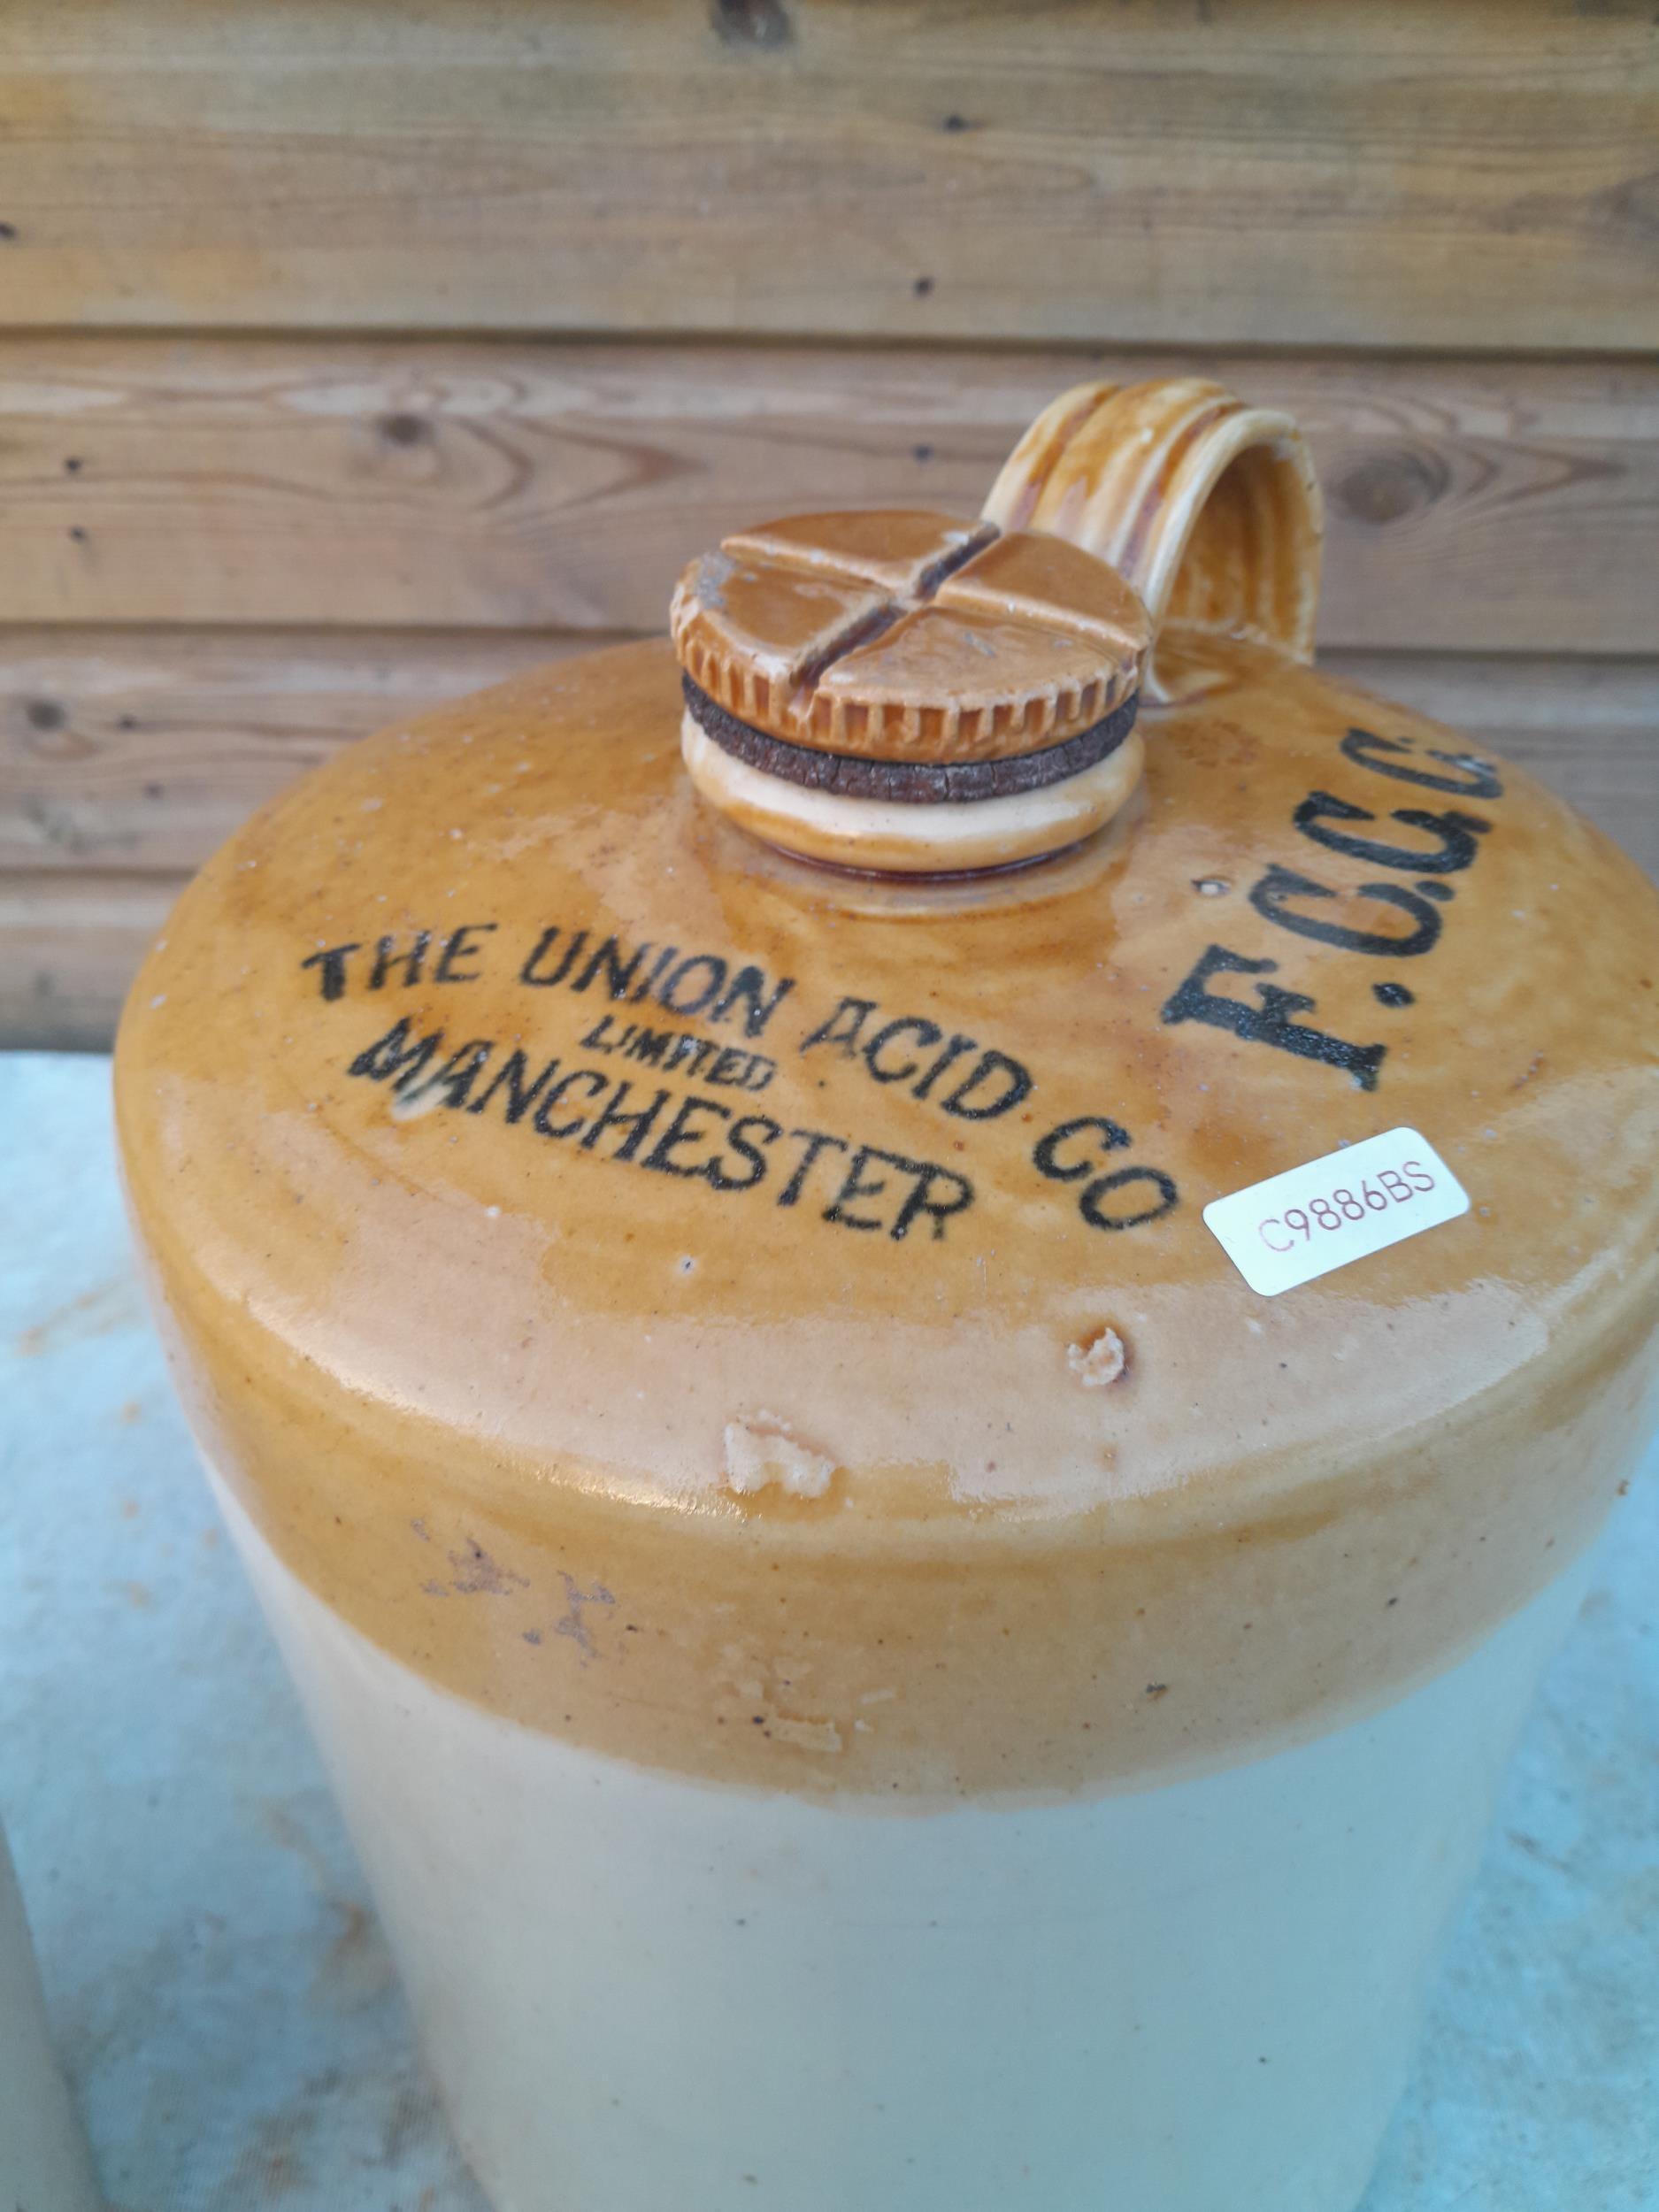 THE UNION ACID CO
LIMITED
MANCHESTER
F.C.C.C.
C9886BS